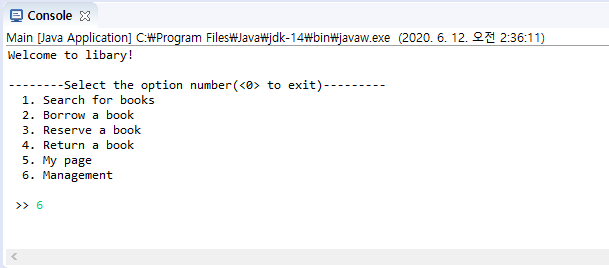 Console
Main [Java Application] C:₩Program Files₩Java₩jdk-14₩bin₩javaw.exe (2020. 6. 12. 오전 2:36:11)
Welcome to libary!
--------Select the option number(<0> to exit)---------
1. Search for books
2. Borrow a book
3. Reserve a book
4. Return a book
5. My page
6. Management
>> 6